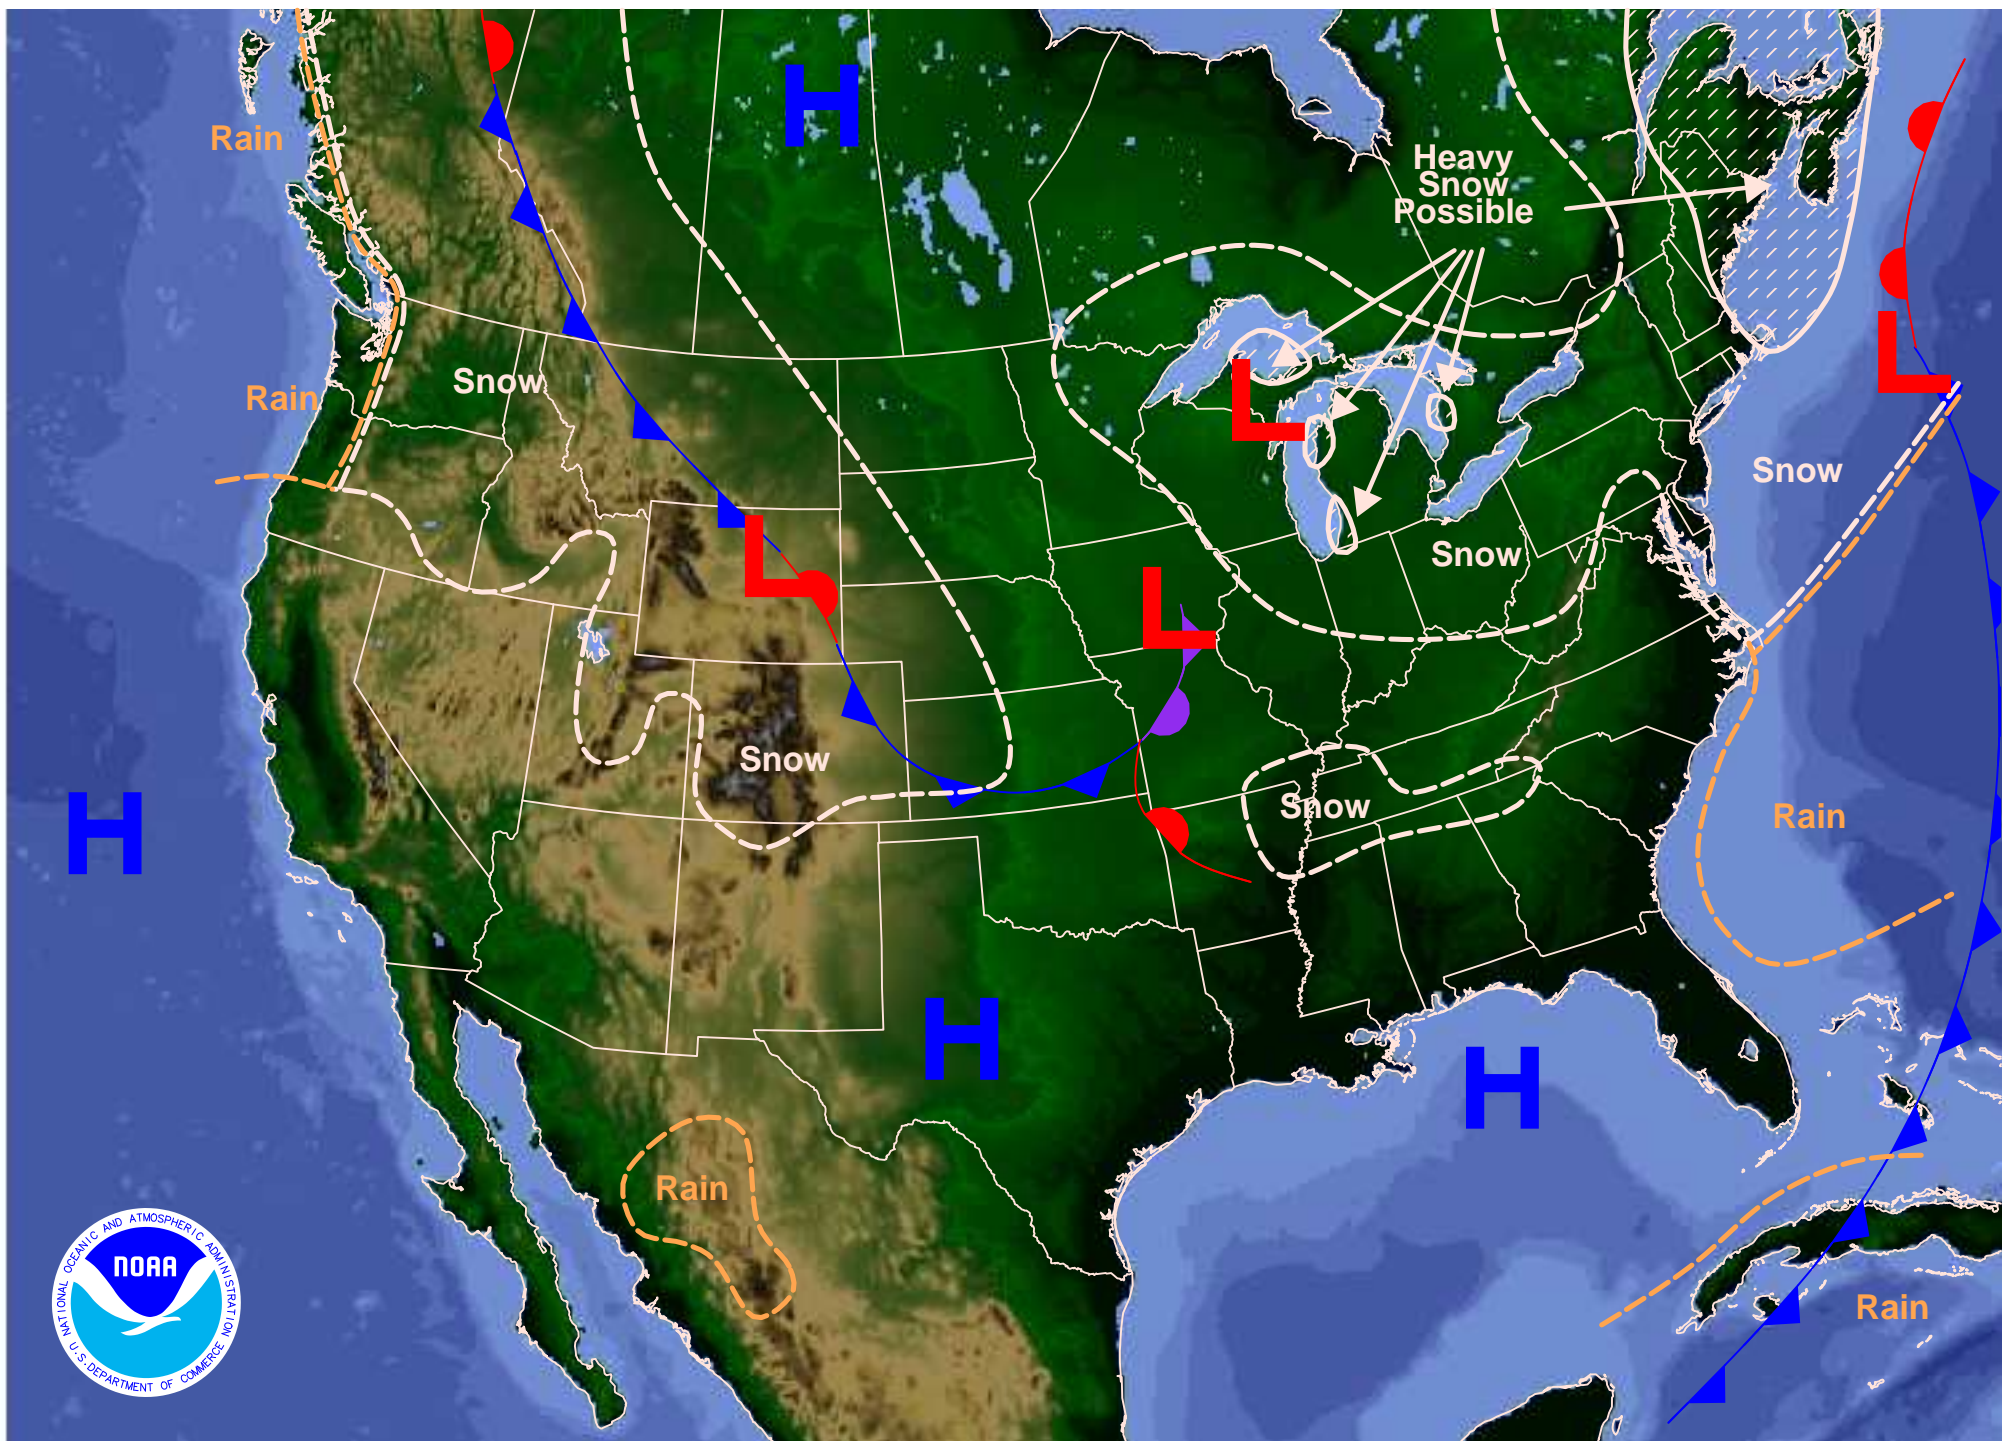 H
Rain
Heavy
Snow
Possible
L
Snow
L
Rain
Snow
L
Snow
L
Snow
Snow
H
Rain
H
H
Rain
Rain
NATIONAL OCEANIC AND ATMOSPHERIC ADMINISTRATION
NOAA
U.S. DEPARTMENT OF COMMERCE